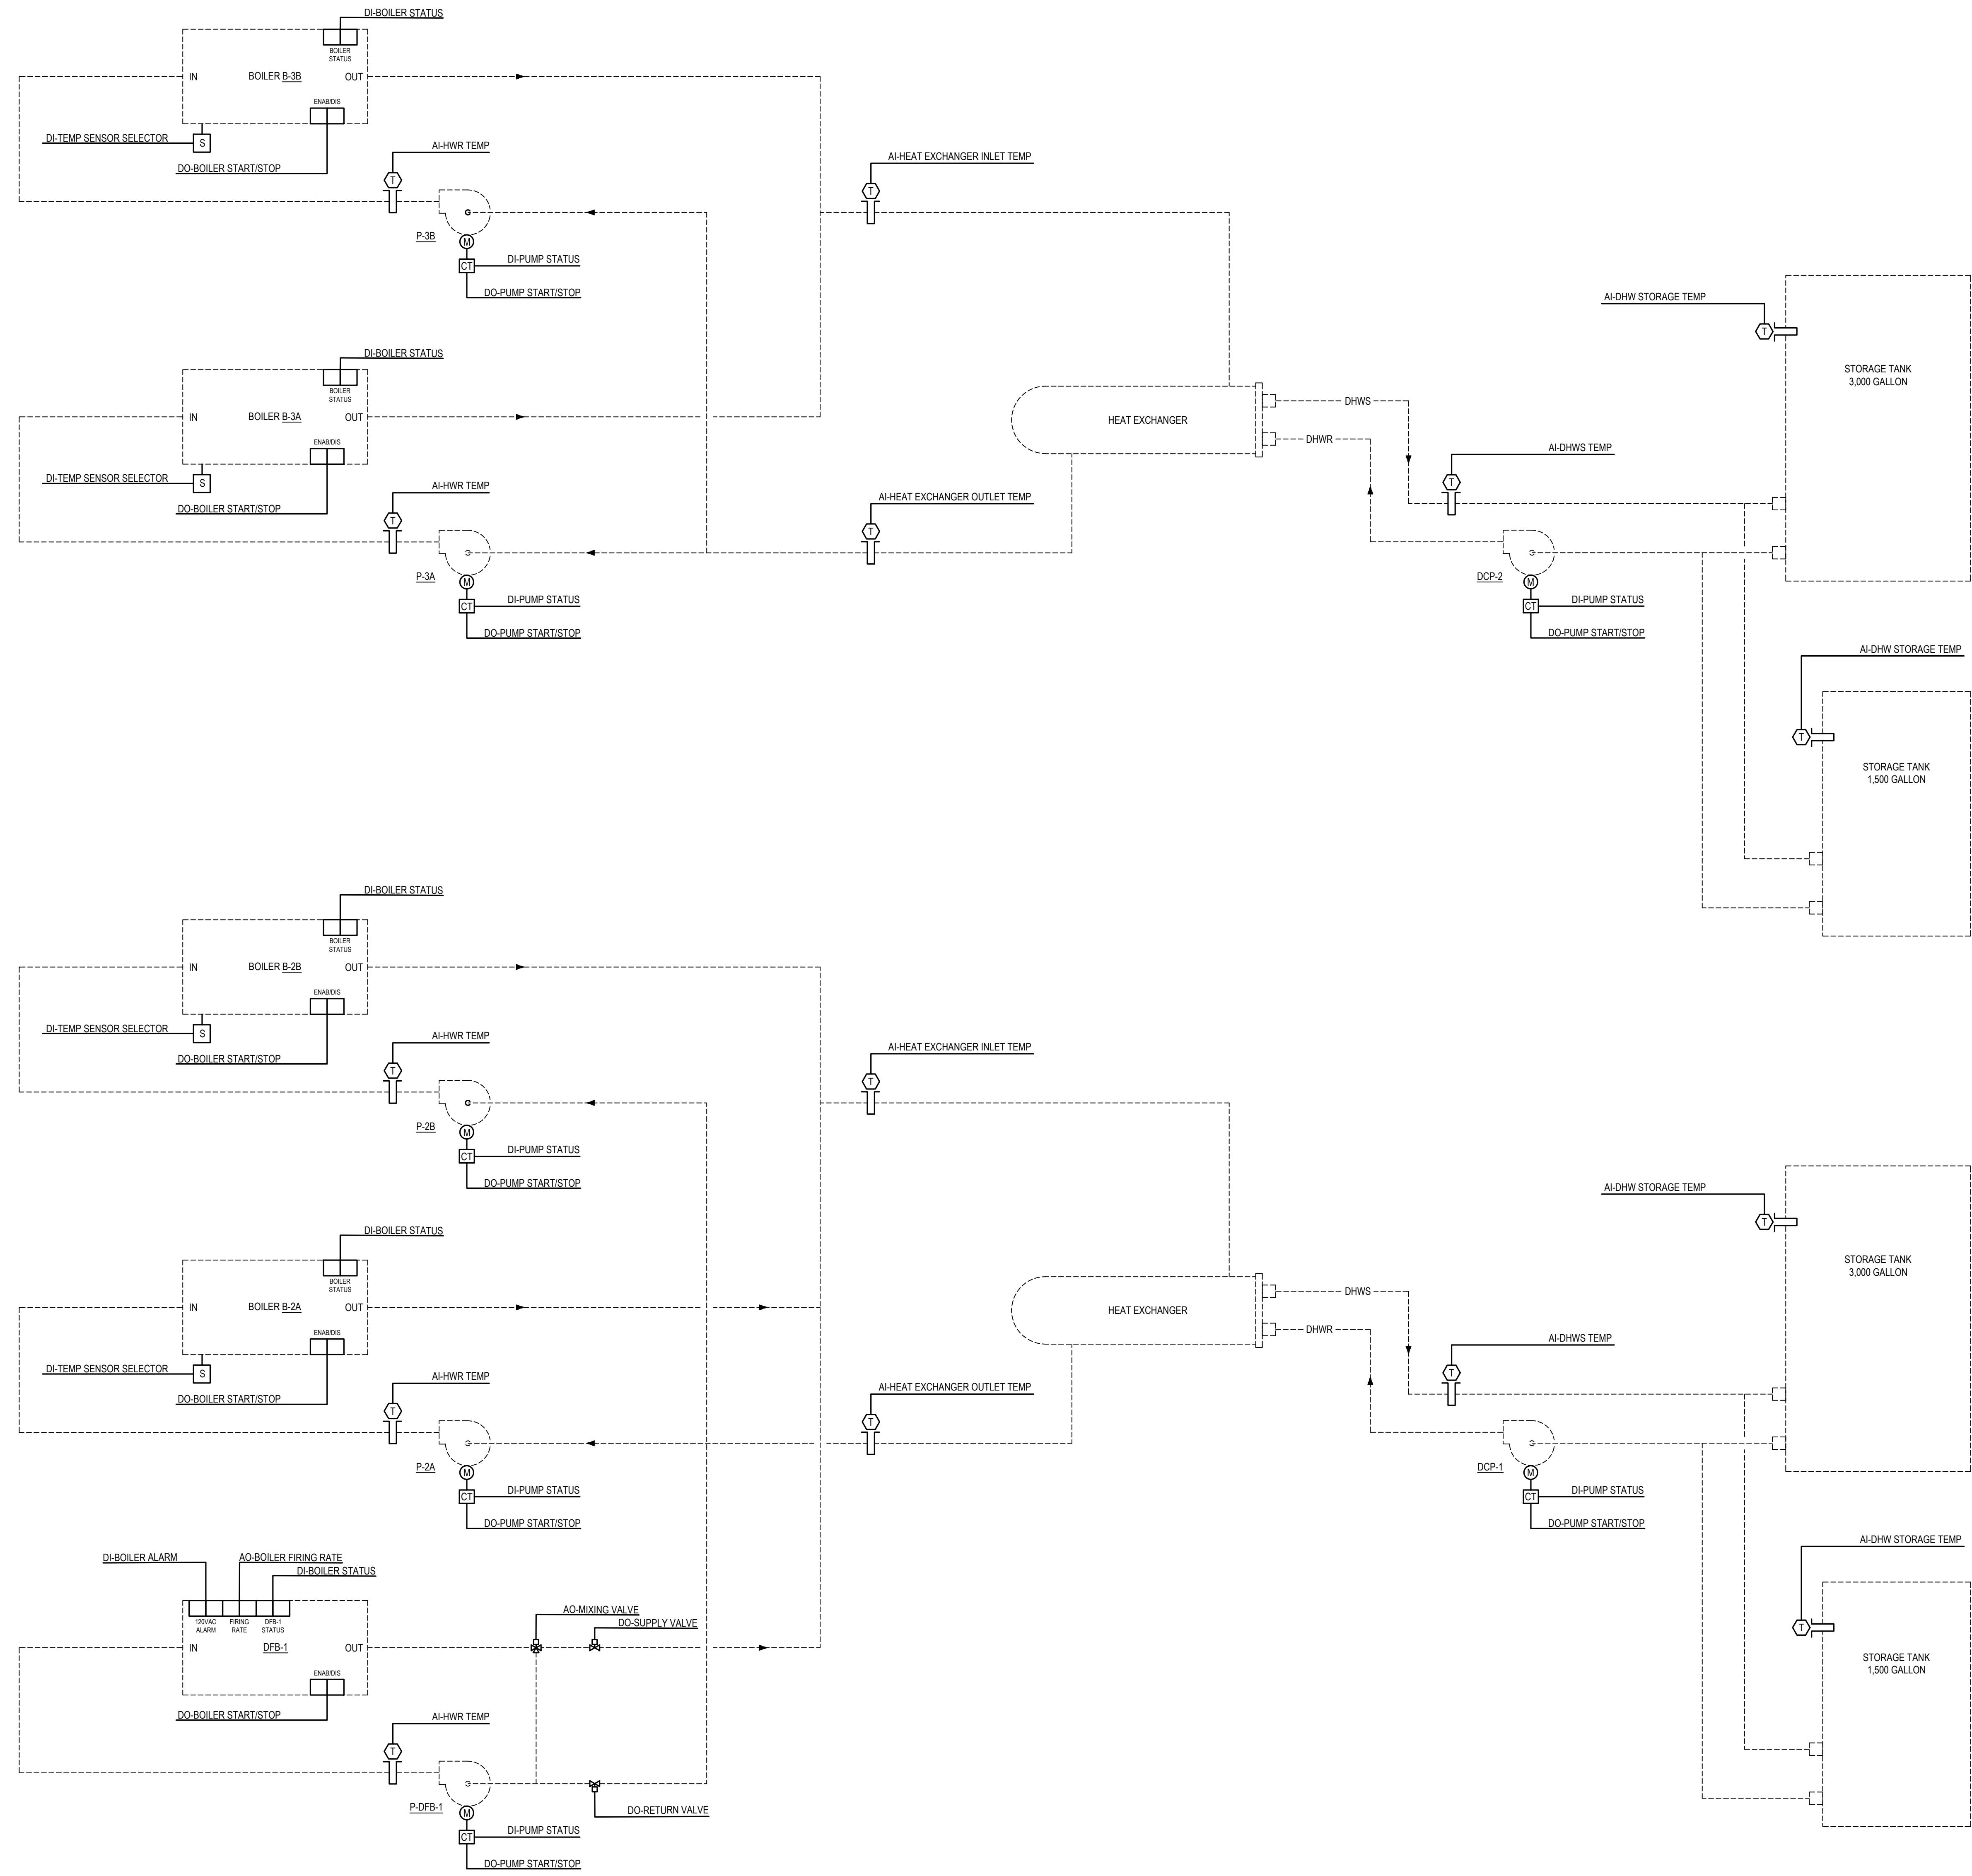 DI-BOILER STATUS
BOILER
STATUS
IN
BOILER B-3B
OUT
ENAB/DIS
DI-TEMP SENSOR SELECTOR
S
DO-BOILER START/STOP
AI-HWR TEMP
T
P-3B
M
CT
DI-PUMP STATUS
DO-PUMP START/STOP
AI-HEAT EXCHANGER INLET TEMP
T
DI-BOILER STATUS
BOILER
STATUS
IN
BOILER B-3A
OUT
ENAB/DIS
DI-TEMP SENSOR SELECTOR
S
DO-BOILER START/STOP
AI-HWR TEMP
T
P-3A
M
CT
DI-PUMP STATUS
DO-PUMP START/STOP
HEAT EXCHANGER
AI-HEAT EXCHANGER OUTLET TEMP
T
DHWS
DHWR
AI-DHWS TEMP
T
DCP-2
M
CT
DI-PUMP STATUS
DO-PUMP START/STOP
AI-DHW STORAGE TEMP
T
STORAGE TANK
3,000 GALLON
AI-DHW STORAGE TEMP
T
STORAGE TANK
1,500 GALLON
DI-BOILER STATUS
BOILER
STATUS
IN
BOILER B-2B
OUT
ENAB/DIS
DI-TEMP SENSOR SELECTOR
S
DO-BOILER START/STOP
AI-HWR TEMP
T
P-2B
M
CT
DI-PUMP STATUS
DO-PUMP START/STOP
AI-HEAT EXCHANGER INLET TEMP
T
DI-BOILER STATUS
BOILER
STATUS
IN
BOILER B-2A
OUT
ENAB/DIS
DI-TEMP SENSOR SELECTOR
S
DO-BOILER START/STOP
AI-HWR TEMP
T
P-2A
M
CT
DI-PUMP STATUS
DO-PUMP START/STOP
HEAT EXCHANGER
AI-HEAT EXCHANGER OUTLET TEMP
T
DHWS
DHWR
AI-DHWS TEMP
T
DCP-1
M
CT
DI-PUMP STATUS
DO-PUMP START/STOP
AI-DHW STORAGE TEMP
T
STORAGE TANK
3,000 GALLON
AI-DHW STORAGE TEMP
T
STORAGE TANK
1,500 GALLON
DI-BOILER ALARM
AO-BOILER FIRING RATE
DI-BOILER STATUS
120VAC
ALARM
FIRING
RATE
DFB-1
STATUS
IN
DFB-1
OUT
ENAB/DIS
DO-BOILER START/STOP
AO-MIXING VALVE
DO-SUPPLY VALVE
AI-HWR TEMP
T
P-DFB-1
M
CT
DI-PUMP STATUS
DO-PUMP START/STOP
DO-RETURN VALVE